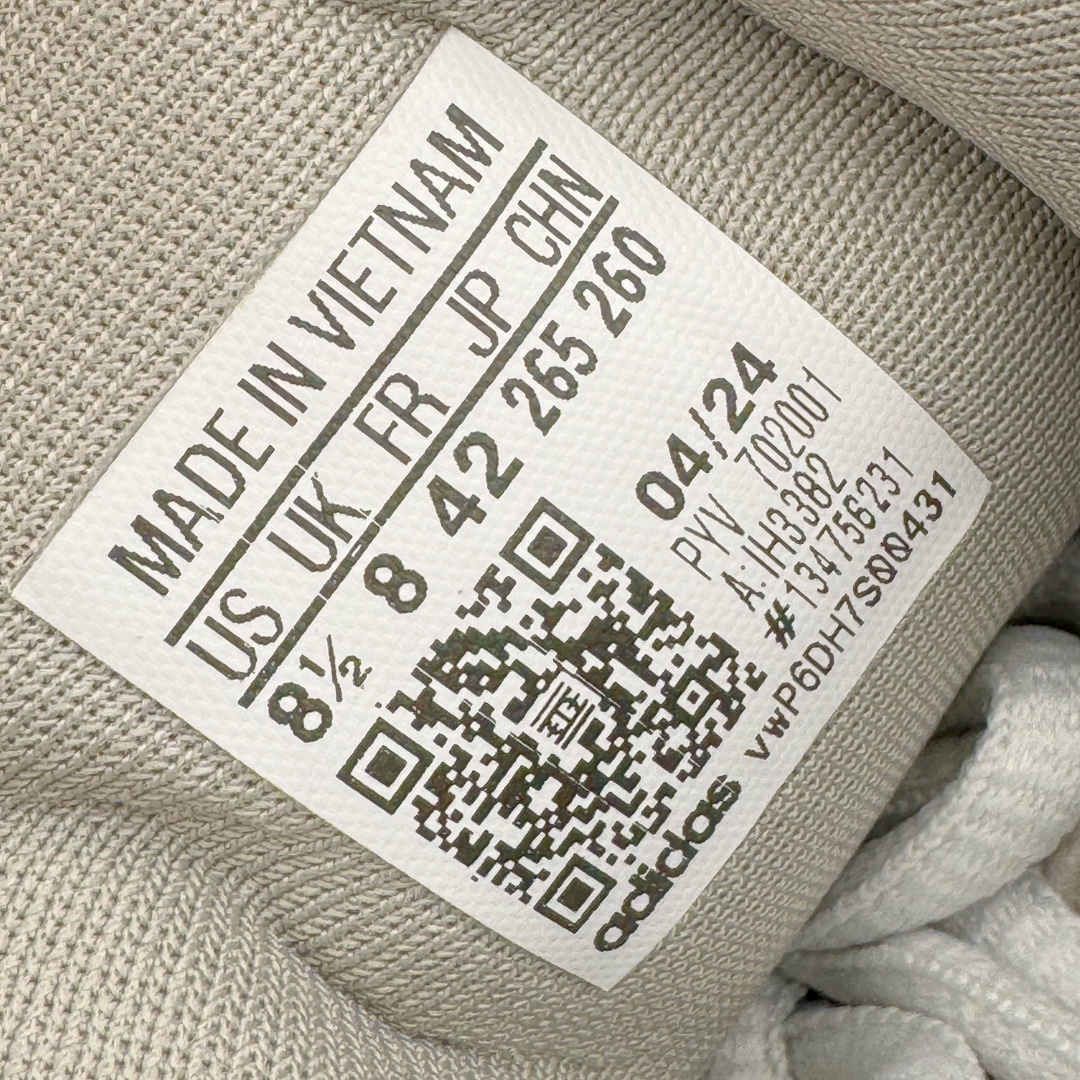 MADE IN VIETNAM
US UK FR JP CHN
8½ 8 42 265 260
04/24
PYV 702001
A: IH3382
#134756231
VWP6DH7S00431
adidas